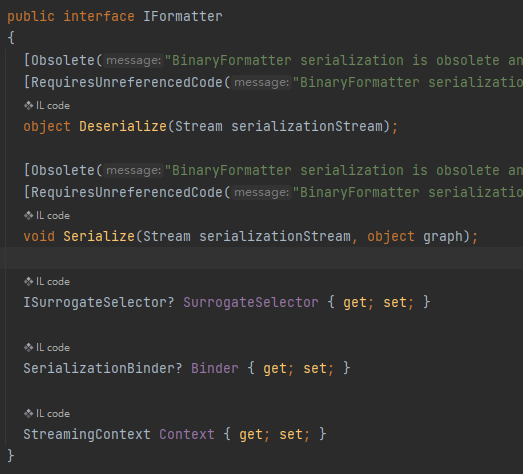 public interface IFormatter
{
[Obsolete( message: "BinaryFormatter serialization is obsolete an
[RequiresUnreferencedCode( message: "BinaryFormatter serialization
IL code
object Deserialize(Stream serializationStream);
[Obsolete( message: "BinaryFormatter serialization is obsolete an
[RequiresUnreferencedCode( message: "BinaryFormatter serialization
IL code
void Serialize(Stream serializationStream, object graph);
IL code
ISurrogateSelector? SurrogateSelector { get; set; }
IL code
SerializationBinder? Binder { get; set; }
IL code
StreamingContext Context { get; set; }
}